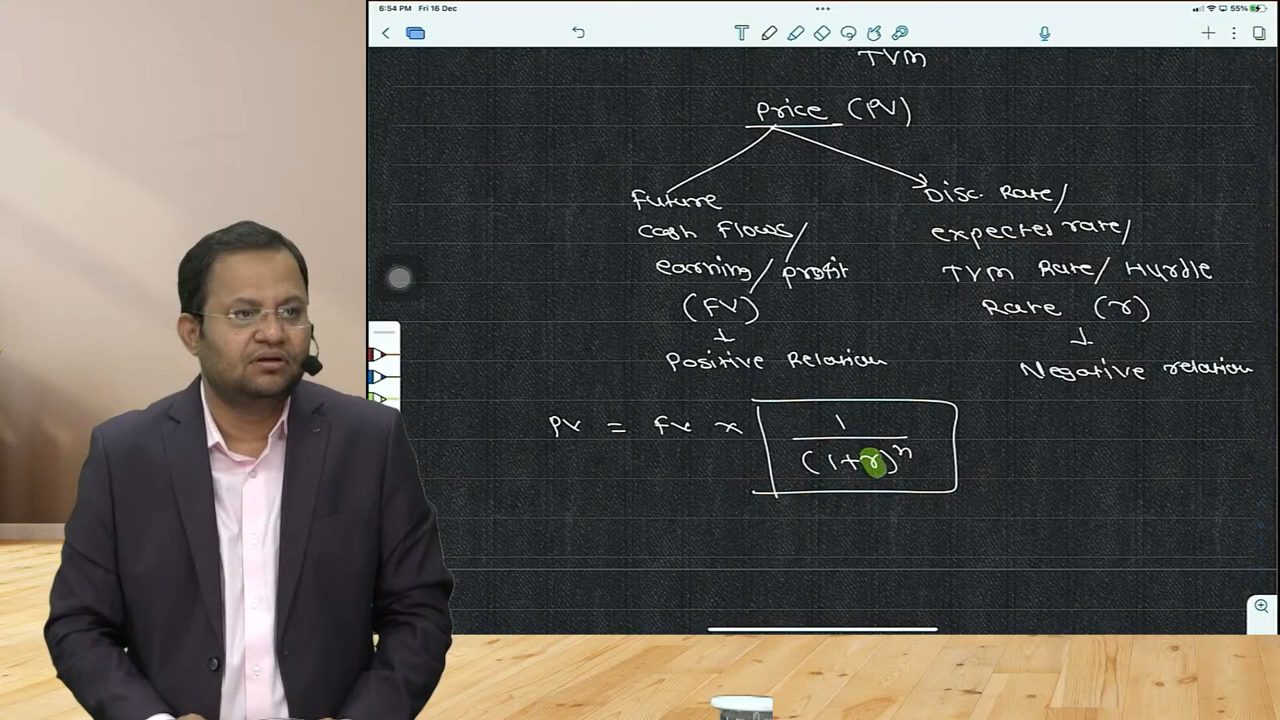 6:54 PM Fri 16 Dec
55%
TVM
Price (PV)
Future
cash flows/
earning/profit
(FV)
Positive Relation
Disc. Rate/
expected rate/
TVM Rate/Hurdle
Rate (r)
Negative relation
PV = FV × 1
(1+r)^n